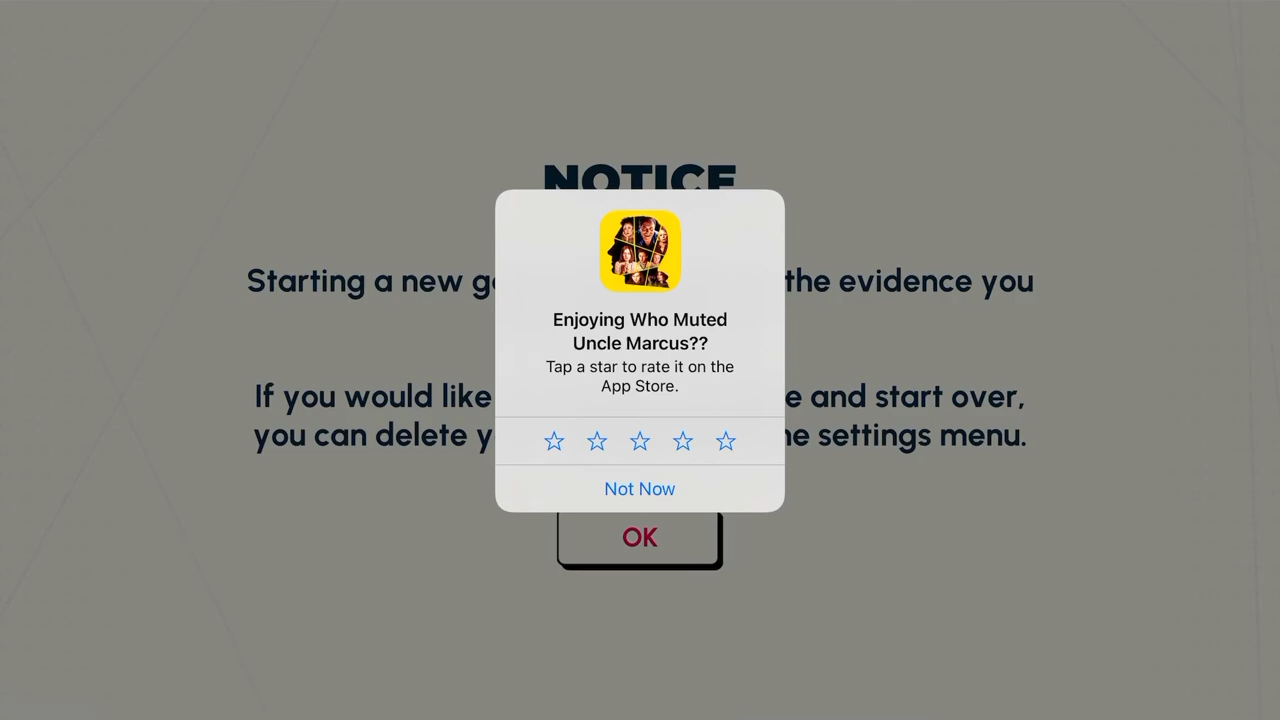 NOTICE
Starting a new the evidence you
Enjoying Who Muted
Uncle Marcus??
Tap a star to rate it on the
App Store.
If you would like and start over,
you can delete settings menu.
Not Now
OK